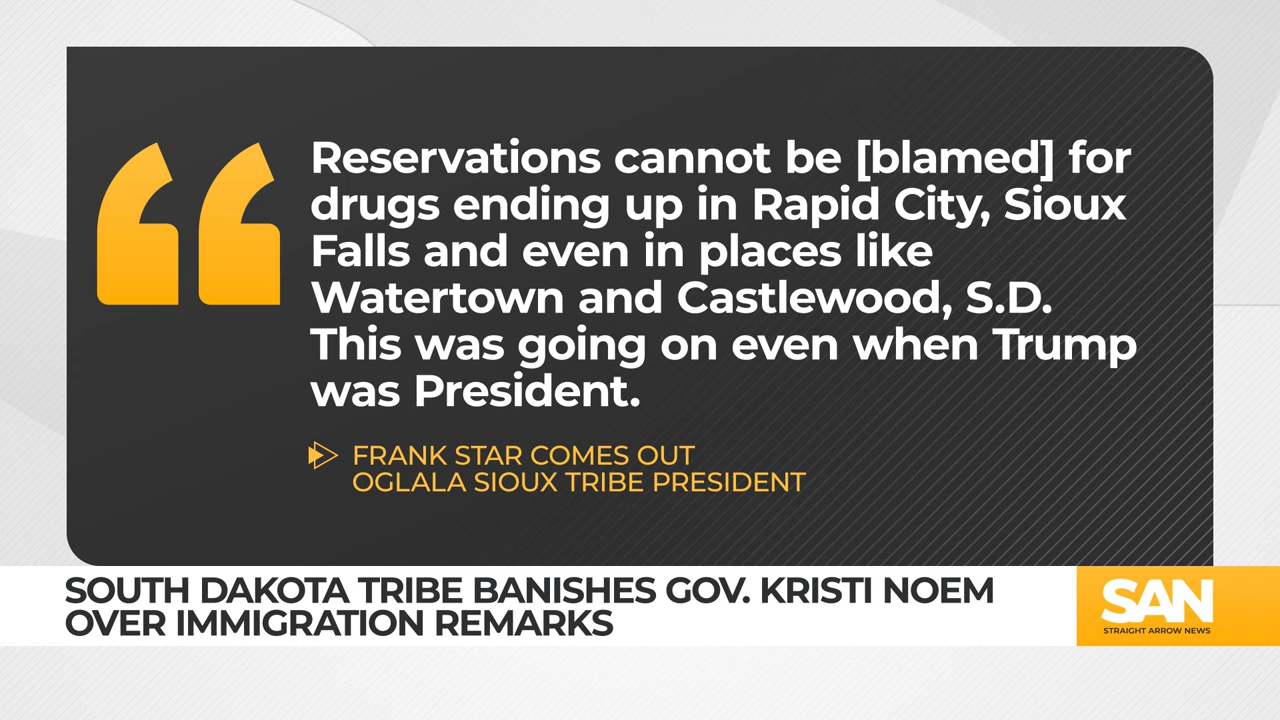 Reservations cannot be [blamed] for
drugs ending up in Rapid City, Sioux
Falls and even in places like
Watertown and Castlewood, S.D.
This was going on even when Trump
was President.
FRANK STAR COMES OUT
OGLALA SIOUX TRIBE PRESIDENT
SOUTH DAKOTA TRIBE BANISHES GOV. KRISTI NOEM
OVER IMMIGRATION REMARKS
SAN
STRAIGHT ARROW NEWS